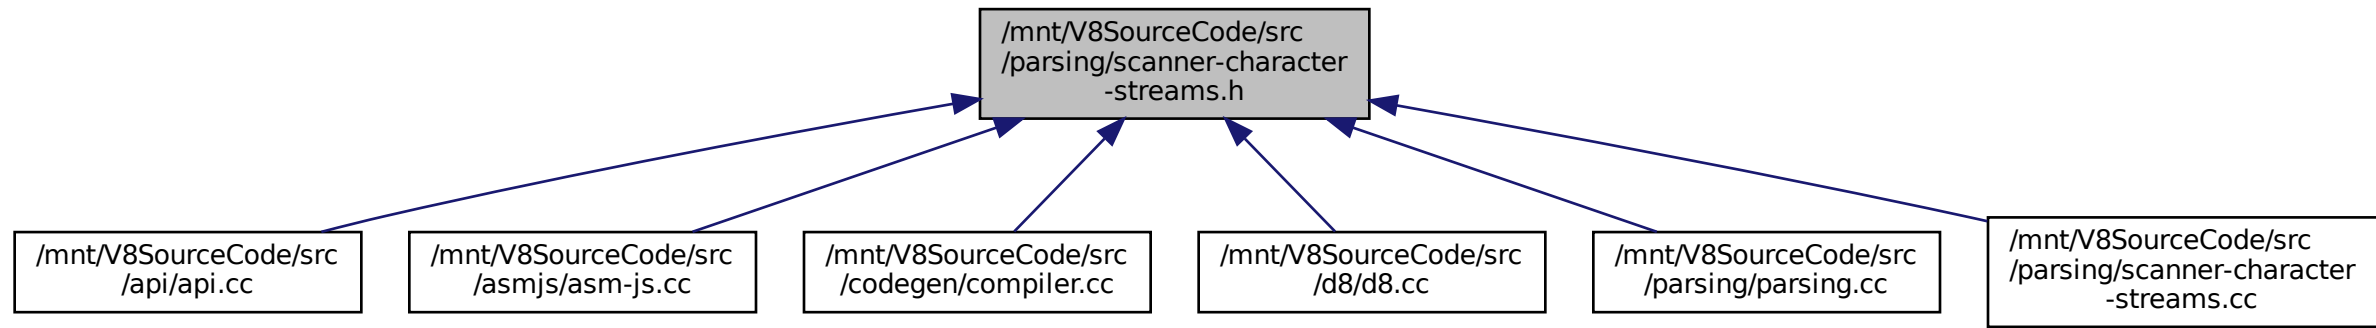 /mnt/V8SourceCode/src
/parsing/scanner-character
-streams.h
/mnt/V8SourceCode/src
/api/api.cc
/mnt/V8SourceCode/src
/asmjs/asm-js.cc
/mnt/V8SourceCode/src
/codegen/compiler.cc
/mnt/V8SourceCode/src
/d8/d8.cc
/mnt/V8SourceCode/src
/parsing/parsing.cc
/mnt/V8SourceCode/src
/parsing/scanner-character
-streams.cc